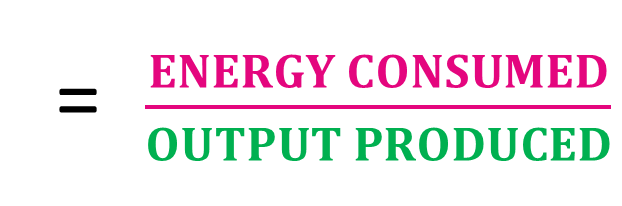 =
ENERGY CONSUMED
OUTPUT PRODUCED